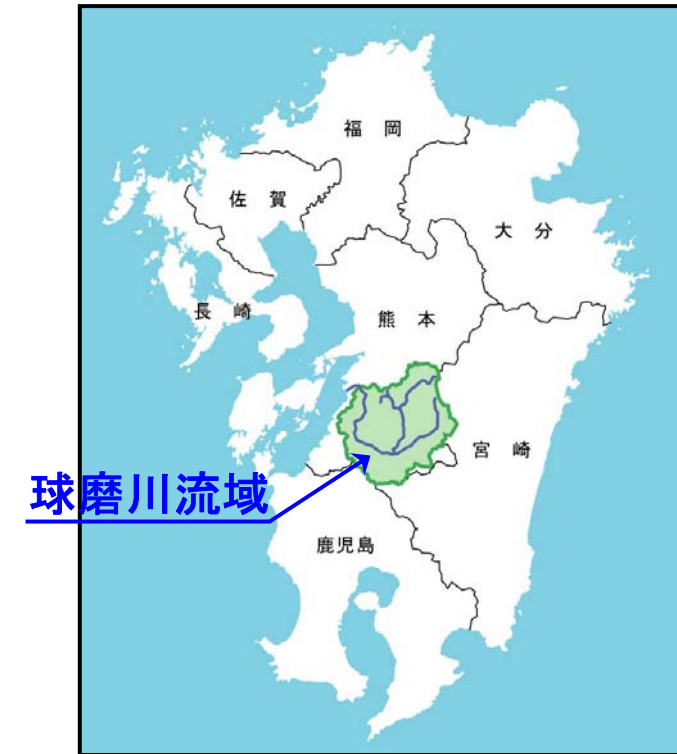 福 岡
佐 賀
大 分
長 崎
熊 本
宮 崎
球磨川流域
鹿児島